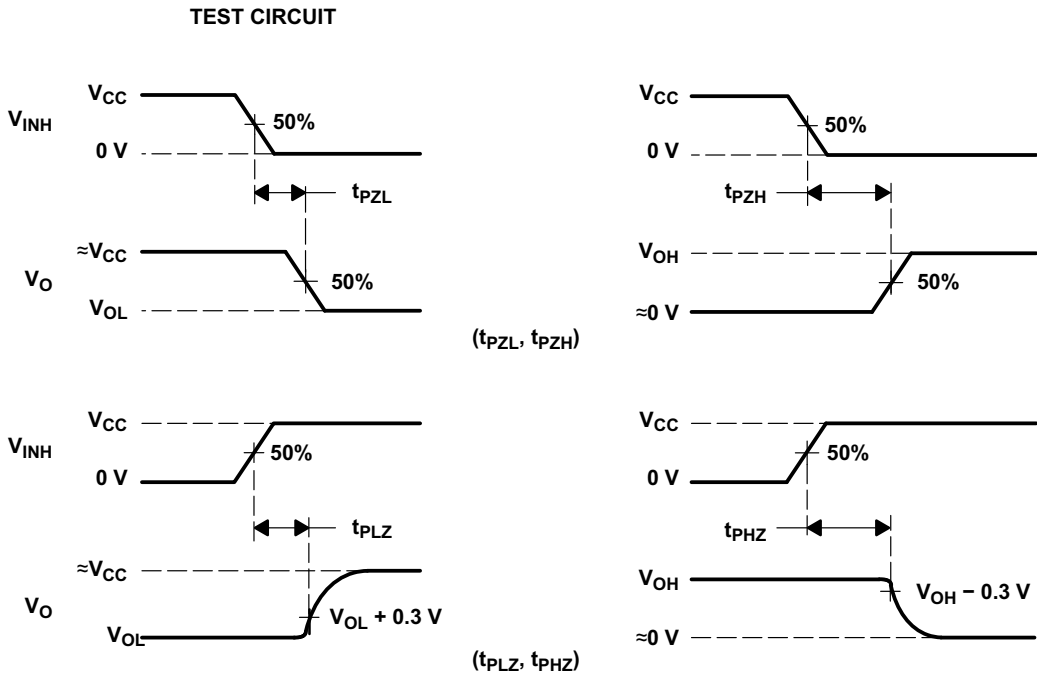 TEST CIRCUIT
VCC
VINH
50%
0 V
tPZL
≈VCC
VO
50%
VOL
VCC
50%
0 V
tPZH
VOH
50%
≈0 V
(tPZL, tPZH)
VCC
VINH
50%
0 V
tPLZ
≈VCC
VO
VOL + 0.3 V
VOL
VCC
50%
0 V
tPHZ
VOH
VOH − 0.3 V
≈0 V
(tPLZ, tPHZ)